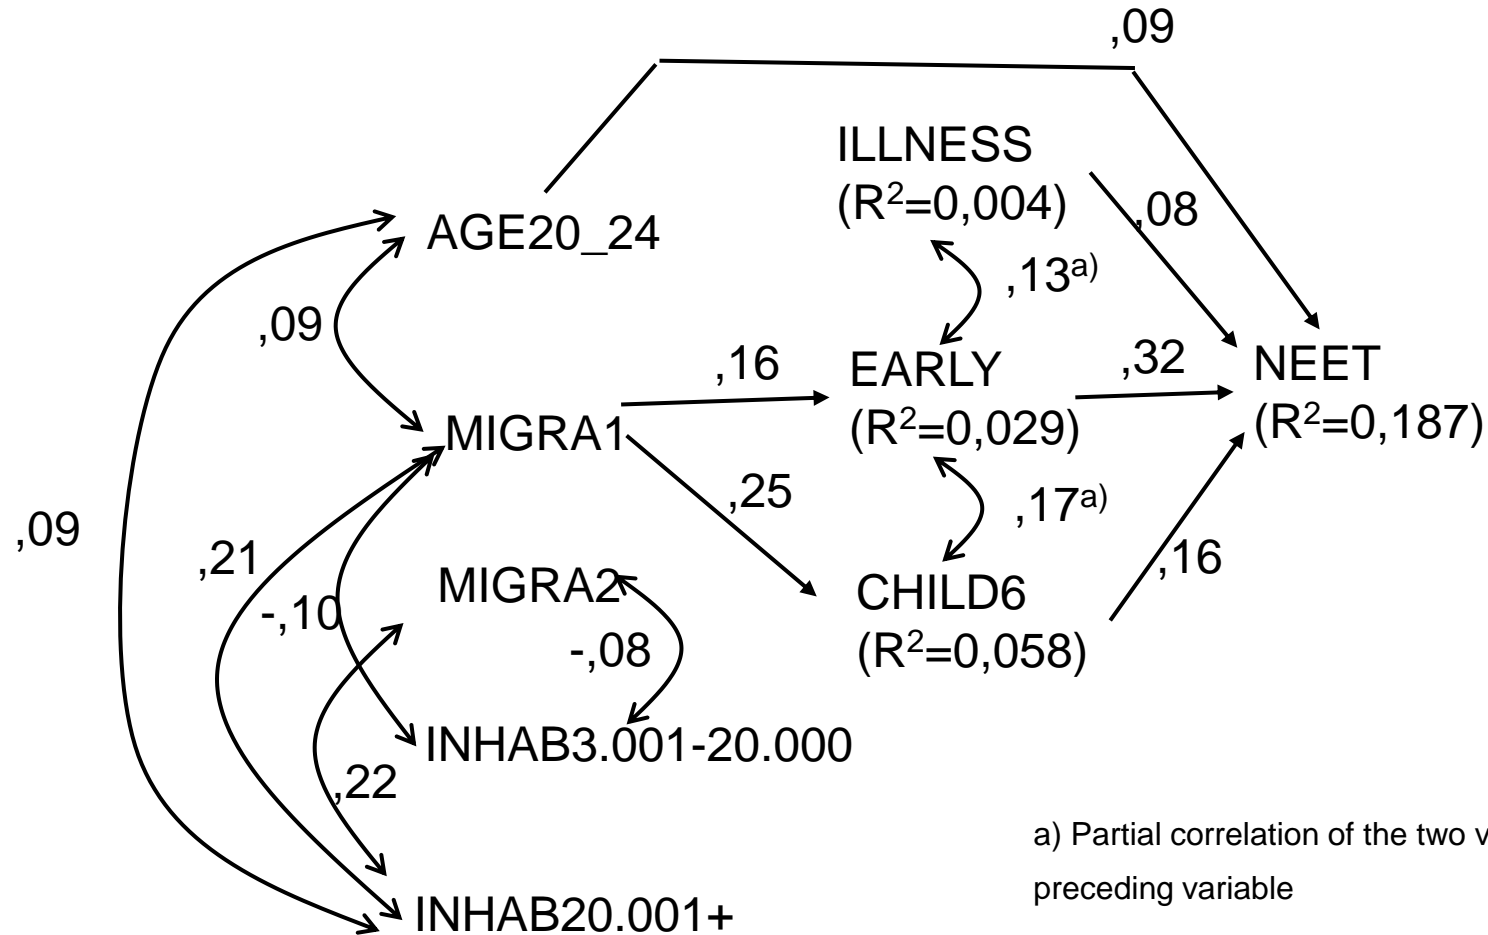 ,09
ILLNESS
(R²=0,004)
AGE20_24
,08
,13a)
,09
,16
EARLY
(R²=0,029)
,32
NEET
(R²=0,187)
MIGRA1
,25
,17a)
,09
,21
-,10
MIGRA2
-,08
CHILD6
(R²=0,058)
,16
INHAB3.001-20.000
,22
a) Partial correlation of the two
preceding variable
INHAB20.001+